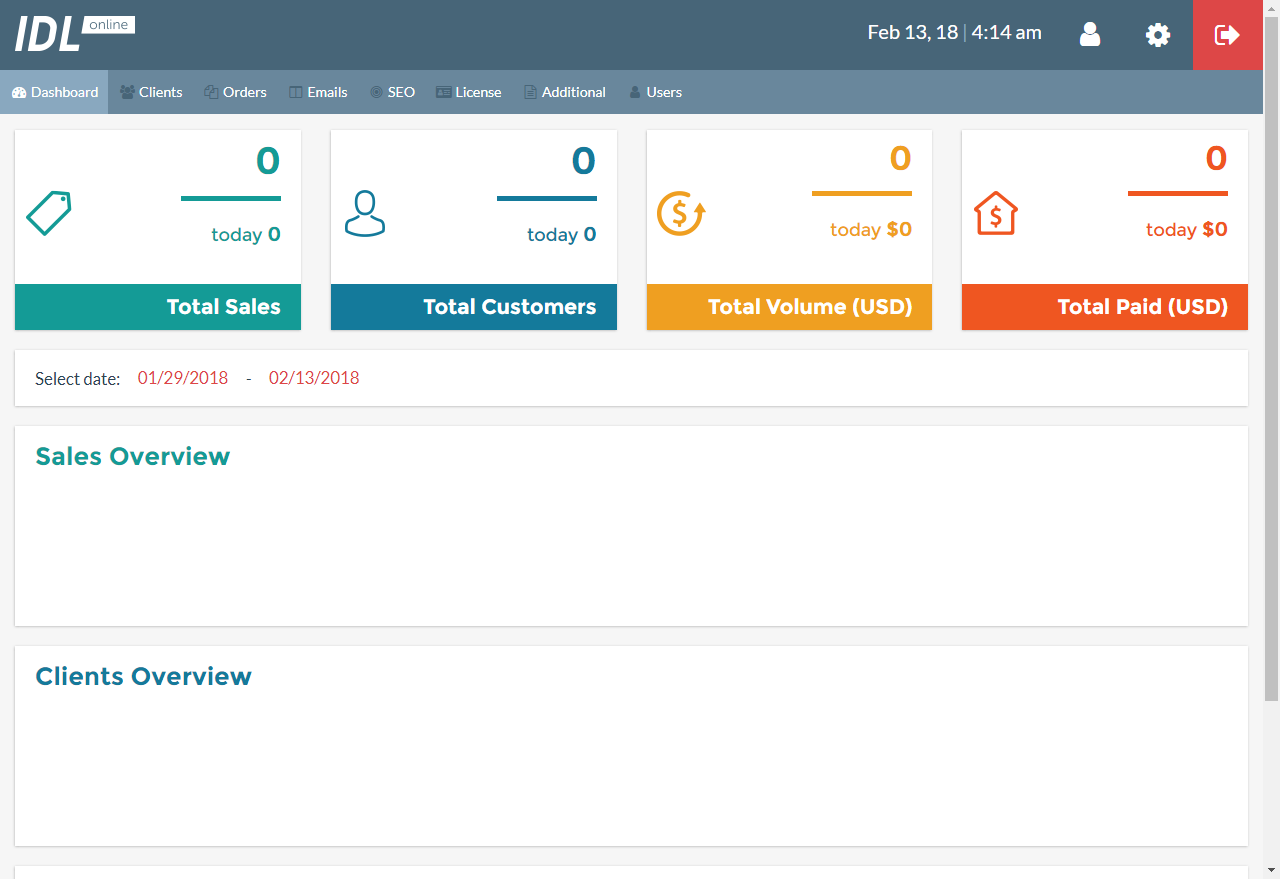 IDL online
Feb 13, 18 | 4:14 am
Dashboard Clients Orders Emails SEO License Additional Users
0
today 0
Total Sales
0
today 0
Total Customers
0
today $0
Total Volume (USD)
0
today $0
Total Paid (USD)
Select date: 01/29/2018 - 02/13/2018
Sales Overview
Clients Overview